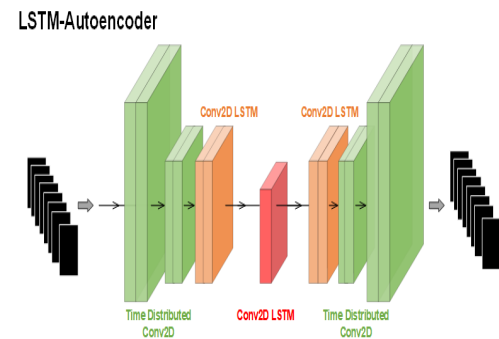 LSTM-Autoencoder
Conv2D LSTM
Conv2D LSTM
Time Distributed
Conv2D
Conv2D LSTM
Time Distributed
Conv2D